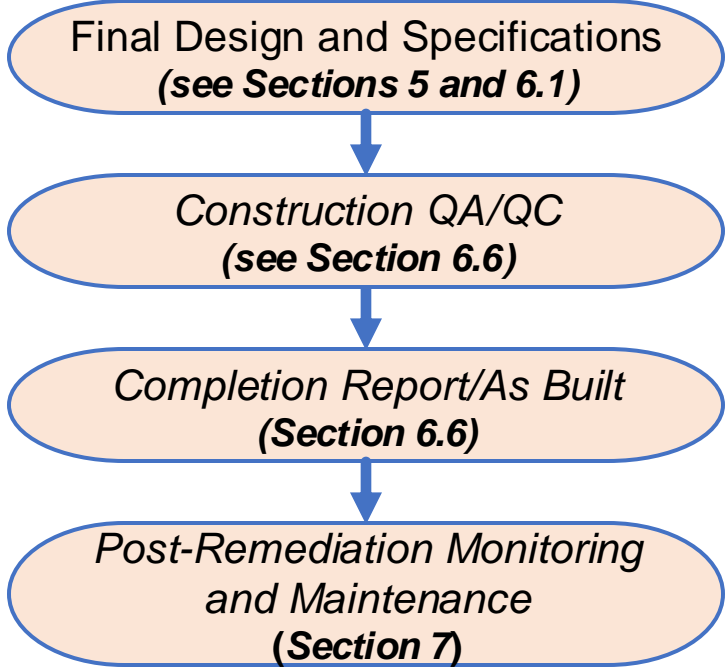 Final Design and Specifications
(see Sections 5 and 6.1)
Construction QA/QC
(see Section 6.6)
Completion Report/As Built
(Section 6.6)
Post-Remediation Monitoring
and Maintenance
(Section 7)